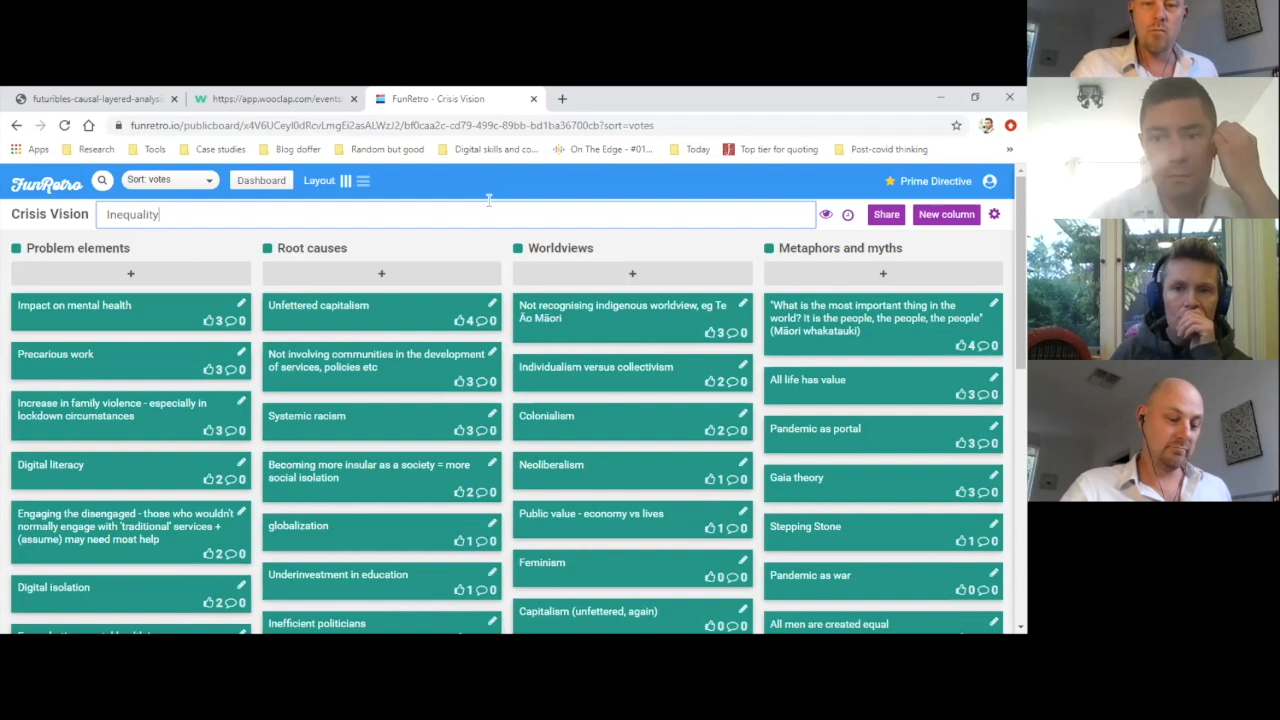 futuribles-causal-layered-analysis
https://app.wooclap.com/events-
FunRetro - Crisis Vision
funretro.io/publicboard/x4V6UCeyl0dRcvLmgEi2asALWzJ2/bf0caa2c-cd79-499c-89bb-bd1ba36700cb?sort=votes
Apps
Research
Tools
Case studies
Blog doffer
Random but good
Digital skills and co...
On The Edge - #01...
Today
Top tier for quoting
Post-covid thinking
»
FunRetro
Sort: votes
Dashboard
Layout
Prime Directive
Crisis Vision
Inequality
Share
New column
Problem elements
+
Impact on mental health
3 0
Precarious work
3 0
Increase in family violence - especially in
lockdown circumstances
3 0
Digital literacy
2 0
Engaging the disengaged - those who wouldn't
normally engage with 'traditional' services +
(assume) may need most help
2 0
Digital isolation
2 0
Root causes
+
Unfettered capitalism
4 0
Not involving communities in the development
of services, policies etc
3 0
Systemic racism
3 0
Becoming more insular as a society = more
social isolation
2 0
globalization
1 0
Underinvestment in education
1 0
Inefficient politicians
Worldviews
+
Not recognising indigenous worldview, eg Te
Āo Māori
3 0
Individualism versus collectivism
2 0
Colonialism
2 0
Neoliberalism
1 0
Public value - economy vs lives
1 0
Feminism
0 0
Capitalism (unfettered, again)
0 0
Metaphors and myths
+
"What is the most important thing in the
world? It is the people, the people, the people"
(Māori whakatauki)
4 0
All life has value
3 0
Pandemic as portal
3 0
Gaia theory
3 0
Stepping Stone
1 0
Pandemic as war
0 0
All men are created equal